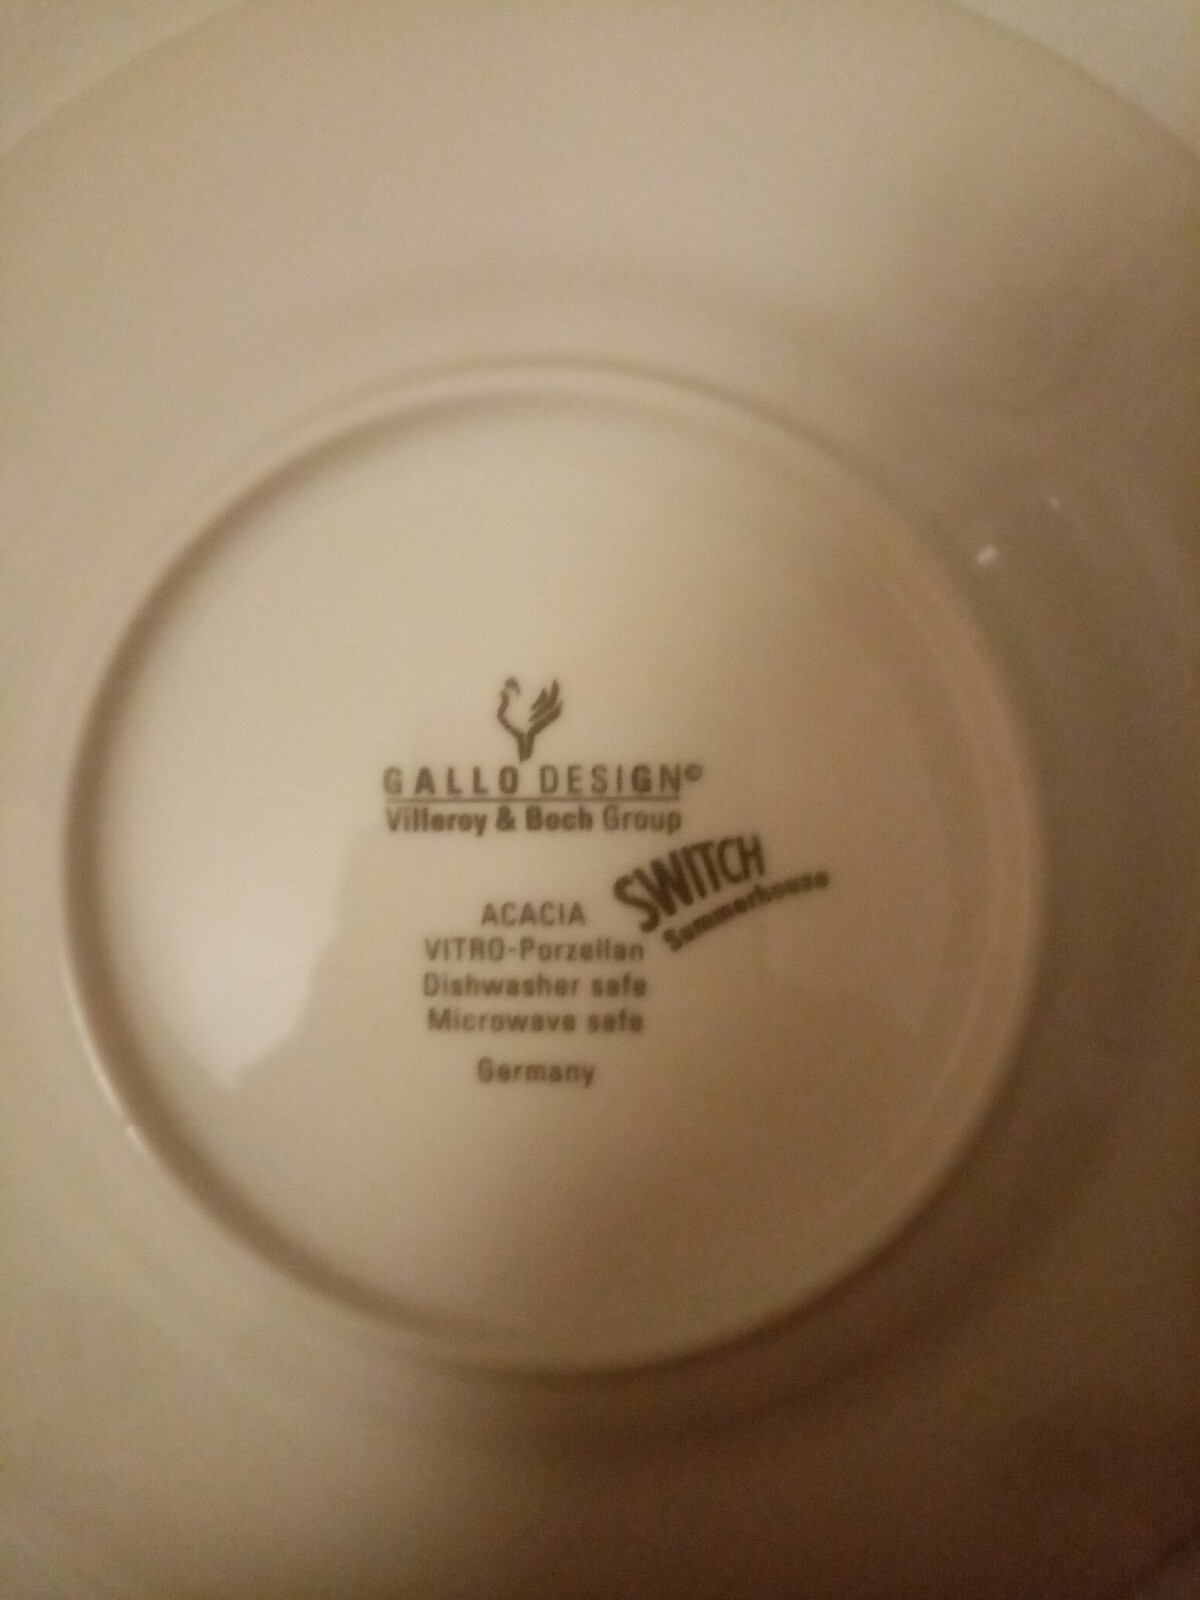 GALLO DESIGN©
Villeroy & Boch Group
SWITCH
Summerhouse
ACACIA
VITRO-Porzellan
Dishwasher safe
Microwave safe
Germany